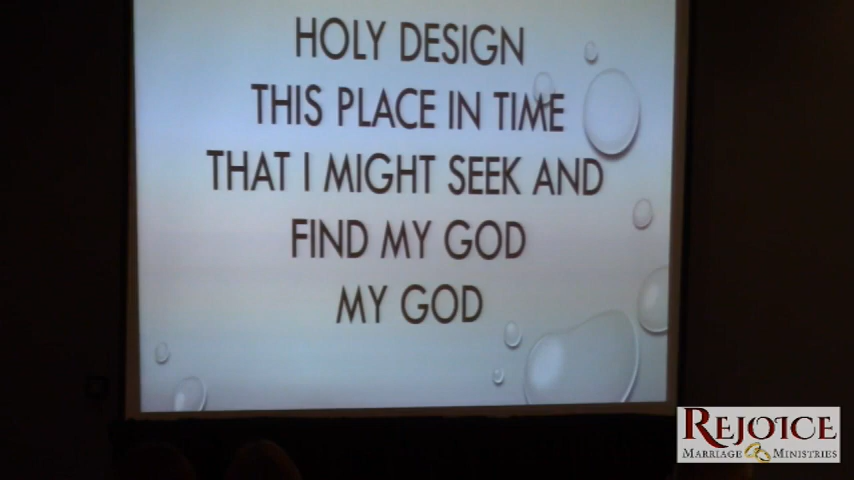 HOLY DESIGN
THIS PLACE IN TIME
THAT I MIGHT SEEK AND
FIND MY GOD
MY GOD
REJOICE
MARRIAGE MINISTRIES